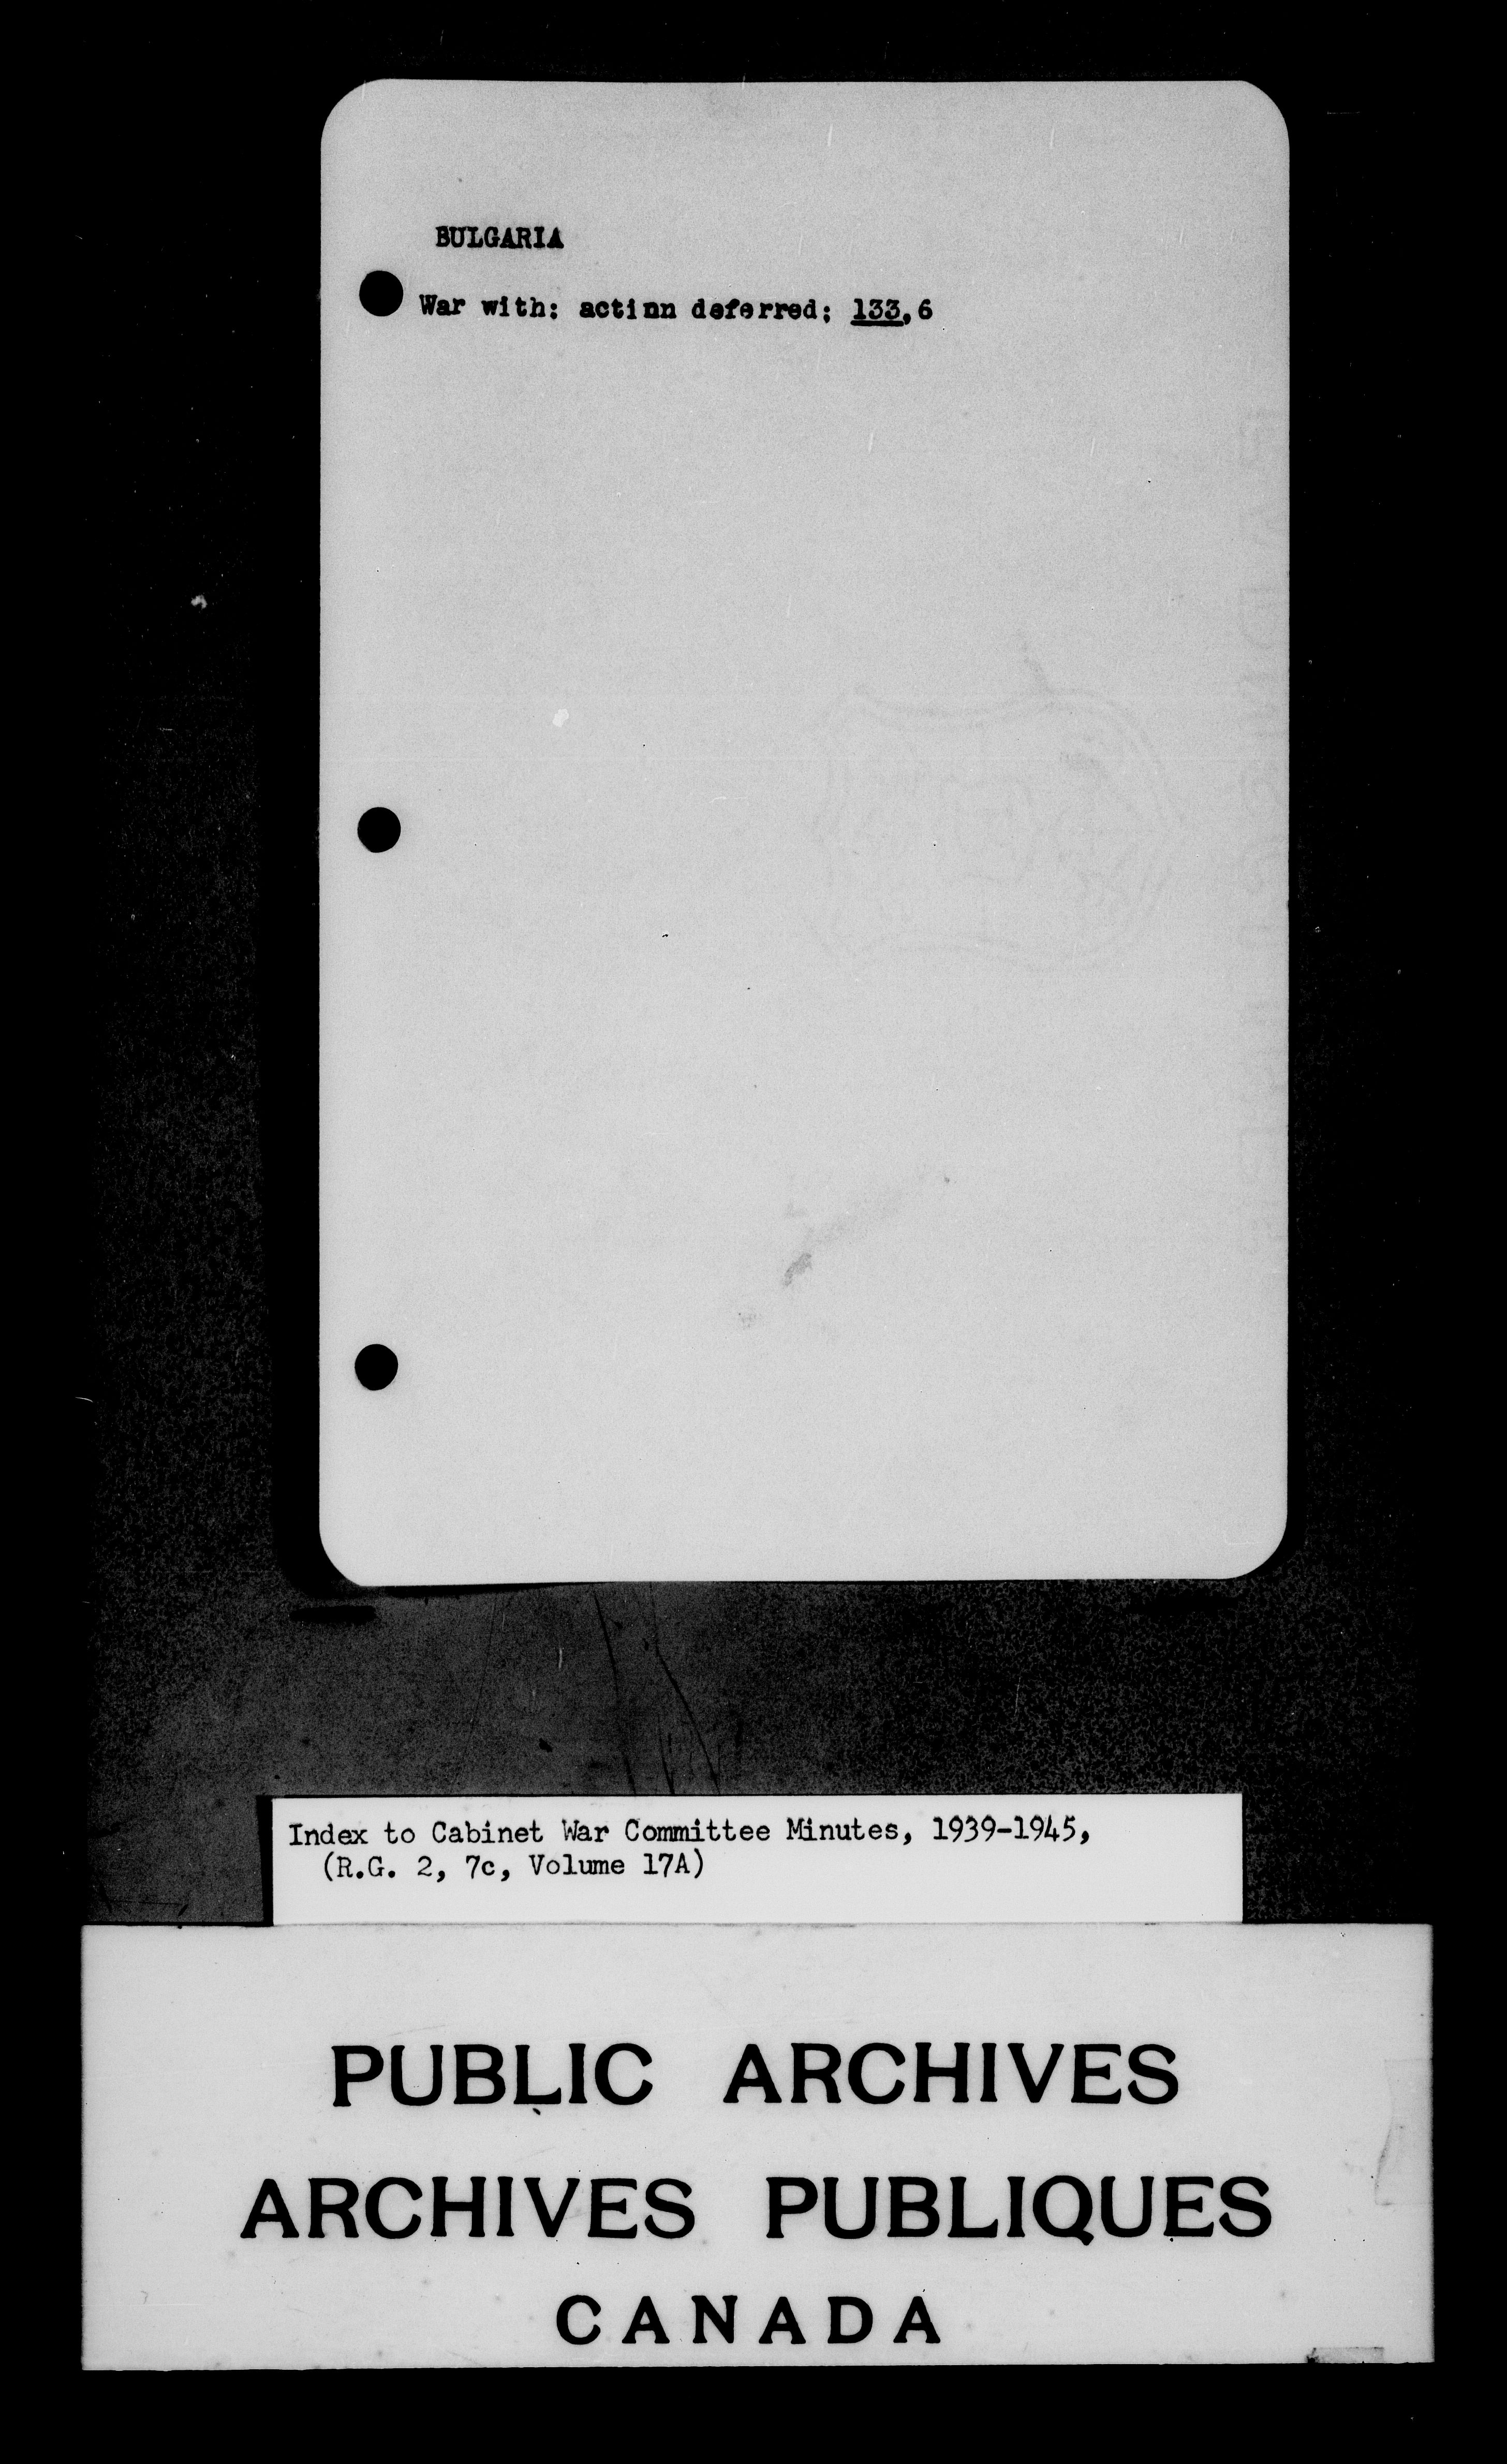 BULGARIA
War with: actinn deferred; 133,6
Index to Cabinet War Committee Minutes, 1939-1945,
(R.G. 2, 7c, Volume 17A)
PUBLIC ARCHIVES
ARCHIVES PUBLIQUES
CANADA